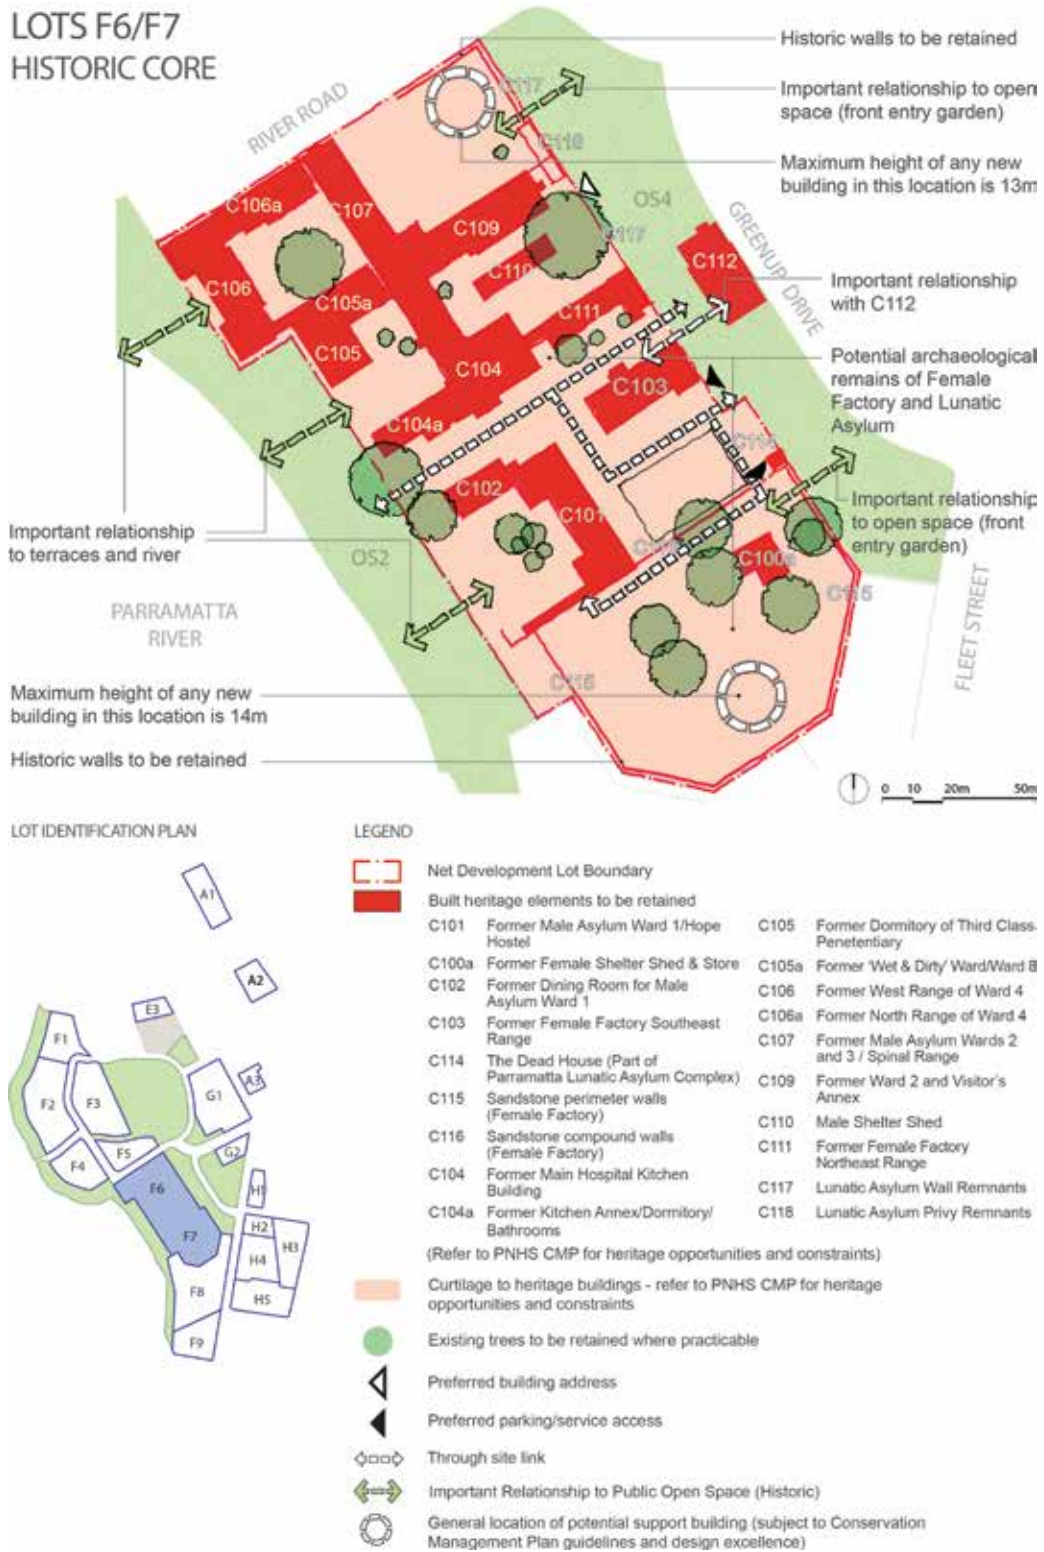 LOTS F6/F7
HISTORIC CORE
RIVER ROAD
Historic walls to be retained
Important relationship to open
space (front entry garden)
Maximum height of any new
building in this location is 13m
C117
C118
C106a
C107
C109
OS4
C117
GREENUP DRIVE
C110
C112
C106
C105a
C111
Important relationship
with C112
C105
C104
C103
Potential archaeological
remains of Female
Factory and Lunatic
Asylum
C104a
C114
C102
C101
Important relationship
to open space (front
entry garden)
Important relationship
to terraces and river
OS2
C100a
C115
PARRAMATTA
RIVER
FLEET STREET
Maximum height of any new
building in this location is 14m
Historic walls to be retained
0 10 20m 50m
LOT IDENTIFICATION PLAN
A1
A2
E3
F1
A3
G1
F2
F3
F5
G2
F4
F6
H1
F7
H2
H3
H4
F8
H5
F9
LEGEND
Net Development Lot Boundary
Built heritage elements to be retained
C101 Former Male Asylum Ward 1/Hope
Hostel
C100a Former Female Shelter Shed & Store
C102 Former Dining Room for Male
Asylum Ward 1
C103 Former Female Factory Southeast
Range
C114 The Dead House (Part of
Parramatta Lunatic Asylum Complex)
C115 Sandstone perimeter walls
(Female Factory)
C116 Sandstone compound walls
(Female Factory)
C104 Former Main Hospital Kitchen
Building
C104a Former Kitchen Annex/Dormitory/
Bathrooms
C105 Former Dormitory of Third Class
Penetentiary
C105a Former 'Wet & Dirty' Ward/Ward 8
C106 Former West Range of Ward 4
C106a Former North Range of Ward 4
C107 Former Male Asylum Wards 2
and 3 / Spinal Range
C109 Former Ward 2 and Visitor's
Annex
C110 Male Shelter Shed
C111 Former Female Factory
Northeast Range
C117 Lunatic Asylum Wall Remnants
C118 Lunatic Asylum Privy Remnants
(Refer to PNHS CMP for heritage opportunities and constraints)
Curtilage to heritage buildings - refer to PNHS CMP for heritage
opportunities and constraints
Existing trees to be retained where practicable
Preferred building address
Preferred parking/service access
Through site link
Important Relationship to Public Open Space (Historic)
General location of potential support building (subject to Conservation
Management Plan guidelines and design excellence)